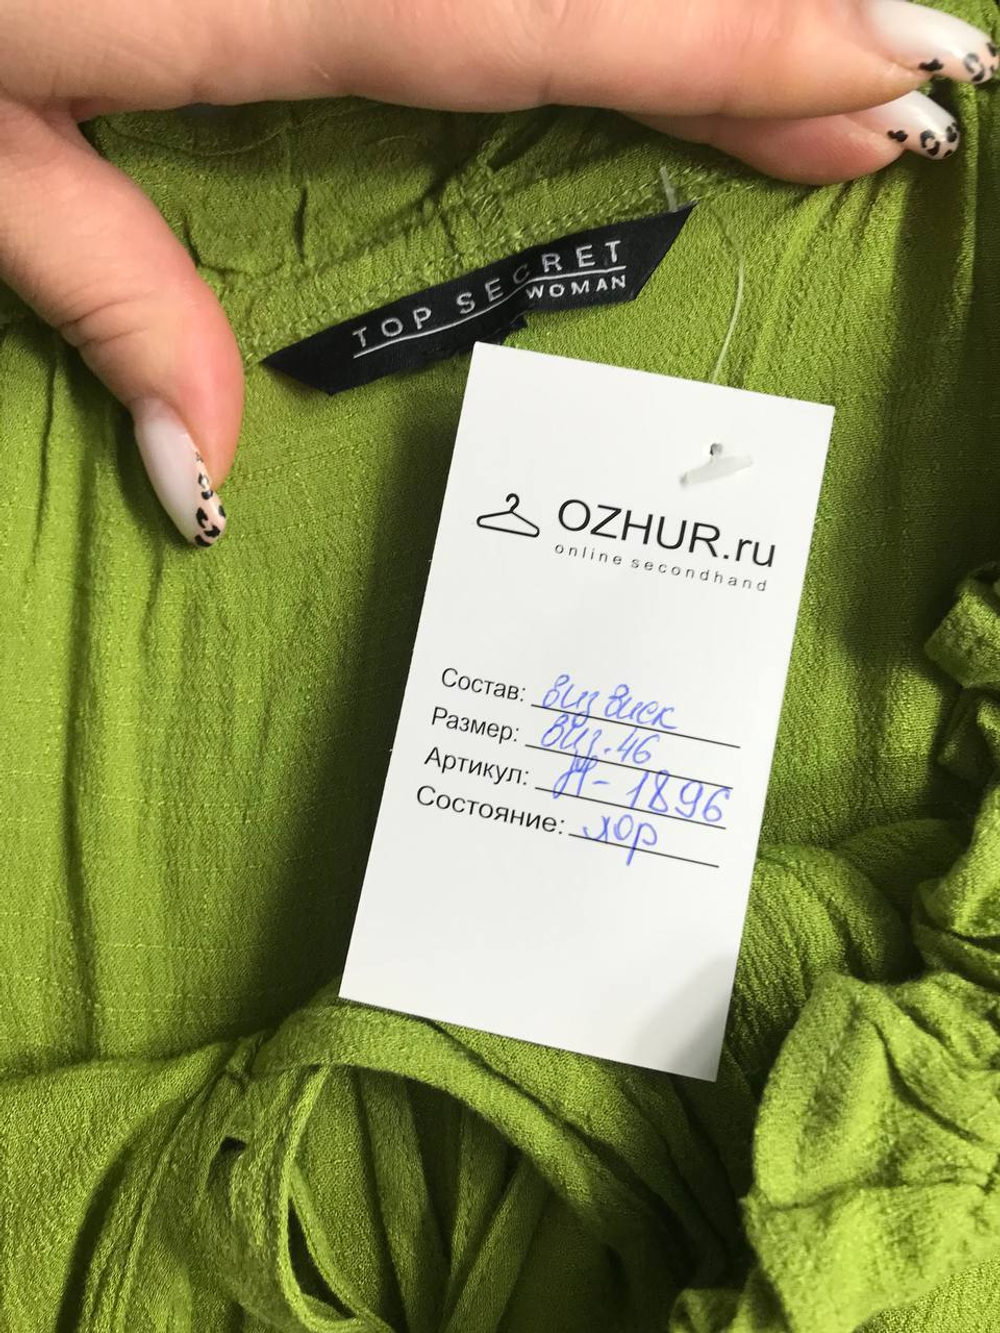 TOP SECRET
WOMAN
OZHUR.ru
online secondhand
Состав: виз виск
Размер: виз. 46
Артикул: Н-1896
Состояние: хор